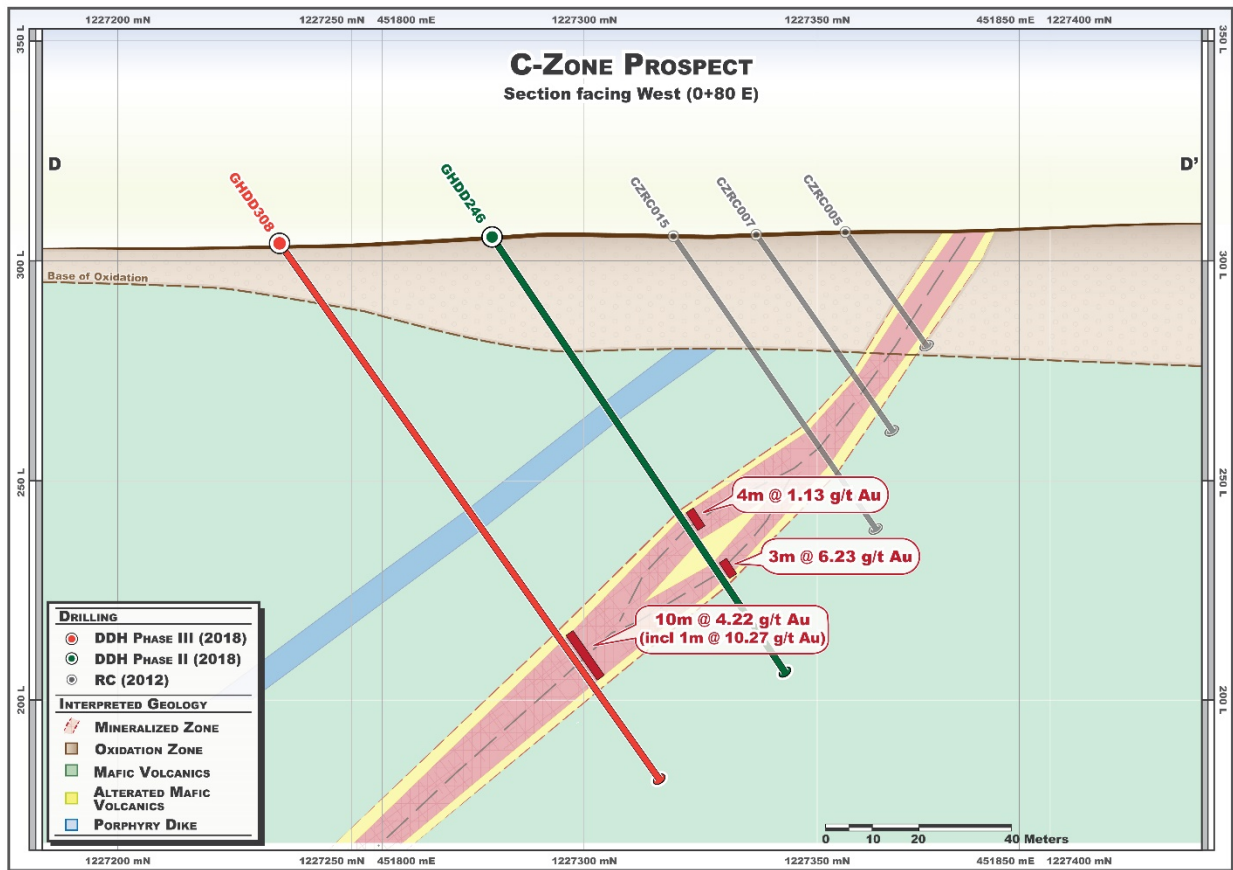 1227200 mN
1227250 mN
451800 mE
1227300 mN
1227350 mN
451850 mE
1227400 mN
350 L
350 L
C-Zone Prospect
Section facing West (0+80 E)
D
D'
GHDD308
GHDD246
CZRC015
CZRC007
CZRC005
300 L
300 L
Base of Oxidation
250 L
250 L
4m @ 1.13 g/t Au
3m @ 6.23 g/t Au
10m @ 4.22 g/t Au
(incl 1m @ 10.27 g/t Au)
200 L
200 L
Drilling
DDH Phase III (2018)
DDH Phase II (2018)
RC (2012)
Interpreted Geology
Mineralized Zone
Oxidation Zone
Mafic Volcanics
Alterated Mafic
Volcanics
Porphyry Dike
0 10 20 40 Meters
1227200 mN
1227250 mN
451800 mE
1227300 mN
1227350 mN
451850 mE
1227400 mN